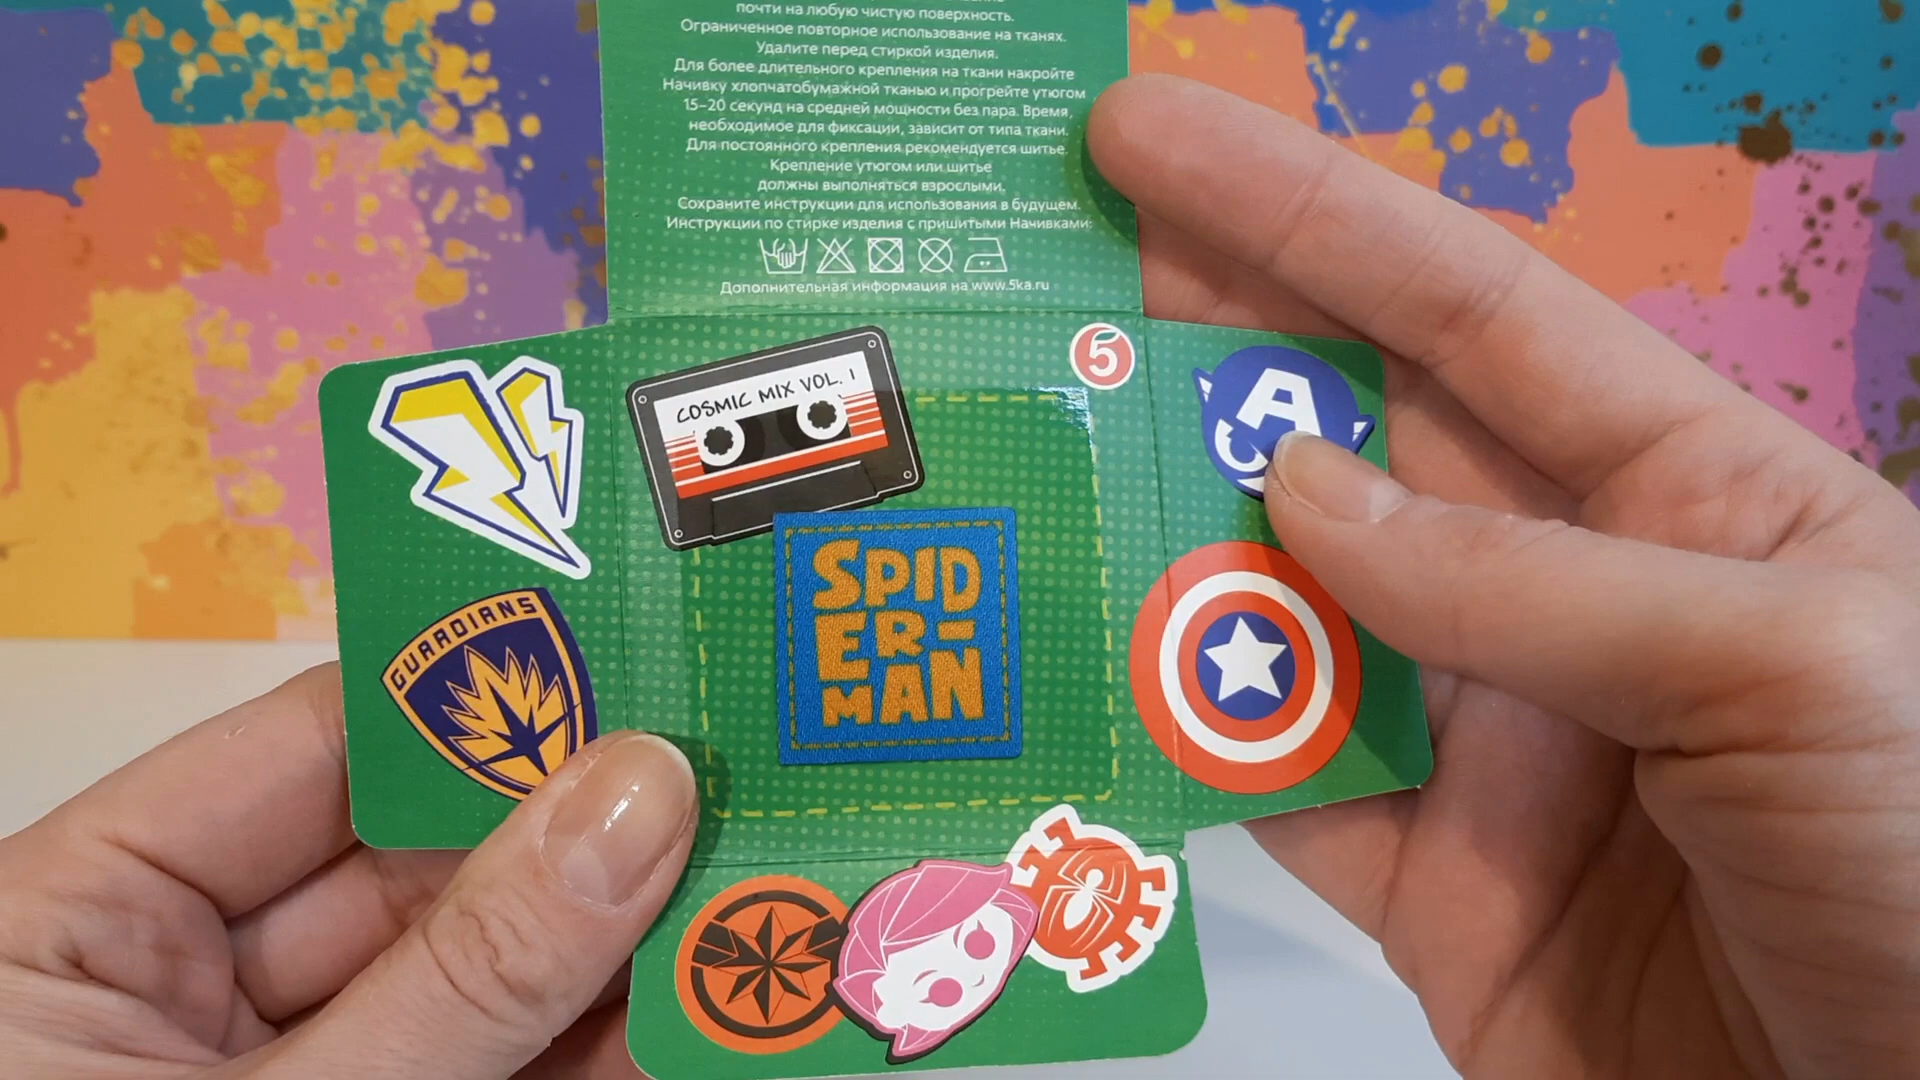 почти на любую чистую поверхность.
Ограниченное повторное использование на тканях.
Удалите перед стиркой изделия.
Для более длительного крепления на ткани накройте
Начивку хлопчатобумажной тканью и прогрейте утюгом
15–20 секунд на средней мощности без пара. Время,
необходимое для фиксации, зависит от типа ткани.
Для постоянного крепления рекомендуется шитье.
Крепление утюгом или шитье
должны выполняться взрослыми.
Сохраните инструкции для использования в будущем.
Инструкции по стирке изделия с пришитыми Начивками:
Дополнительная информация на www.5ka.ru
5
COSMIC MIX VOL. 1
A
GUARDIANS
SPID
ER-
MAN